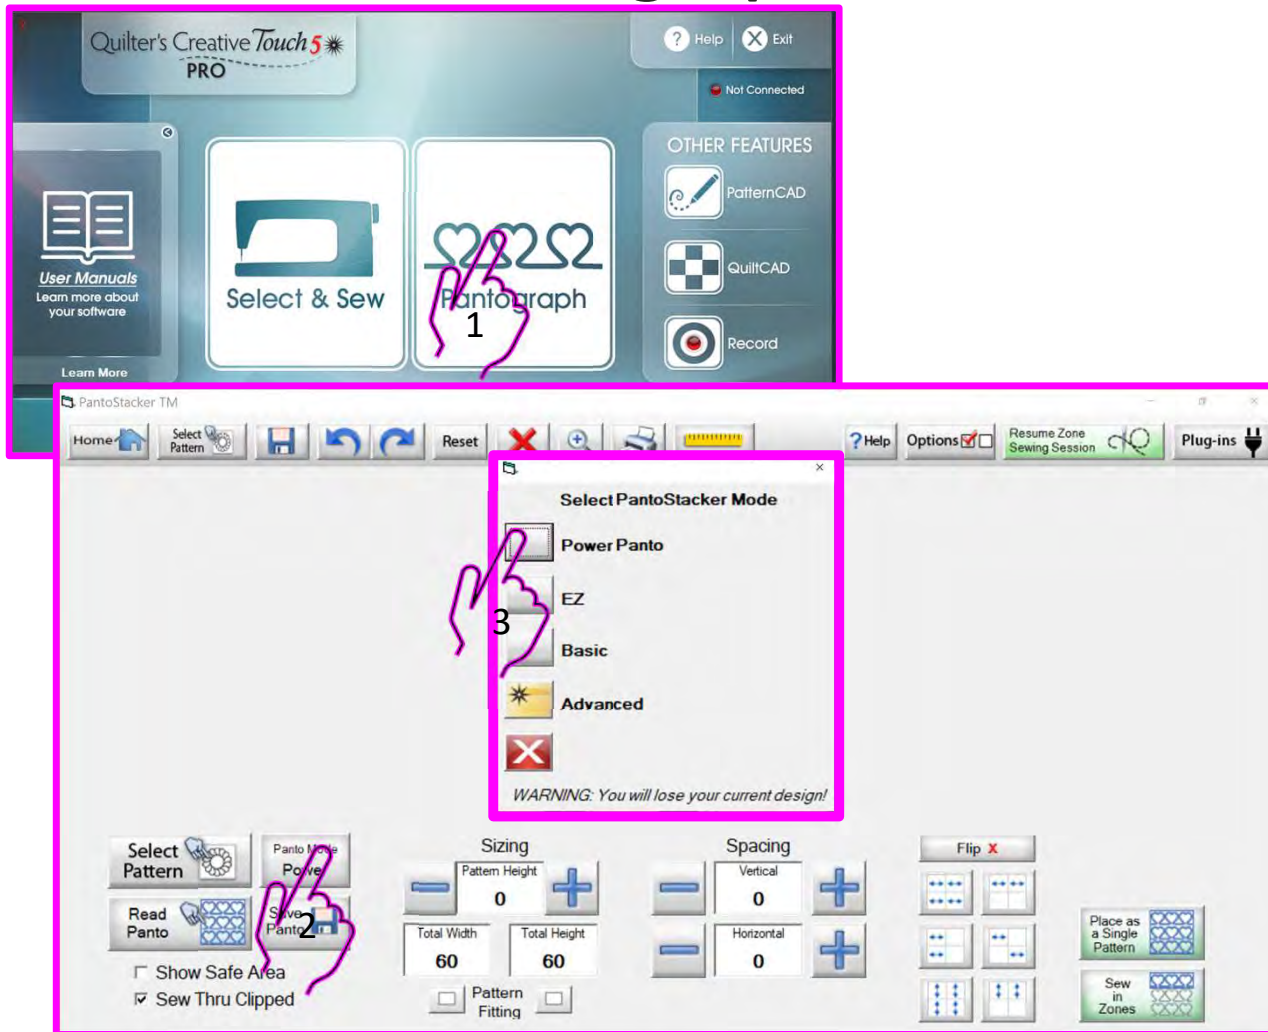 Quilter's Creative Touch 5
PRO
? Help
X Exit
Not Connected
User Manuals
Learn more about
your software
Learn More
Select & Sew
Pantograph
1
OTHER FEATURES
PatternCAD
QuiltCAD
Record
PantoStacker TM
Home
Select
Pattern
Reset
? Help
Options
Resume Zone
Sewing Session
Plug-ins
Select PantoStacker Mode
Power Panto
EZ
3
Basic
Advanced
X
WARNING: You will lose your current design!
Select
Pattern
Panto Mode
Power
Read
Panto
Save
Panto
2
Show Safe Area
Sew Thru Clipped
Sizing
Pattern Height
0
Total Width
60
Total Height
60
Pattern
Fitting
Spacing
Vertical
0
Horizontal
0
Flip X
Place as
a Single
Pattern
Sew
in
Zones